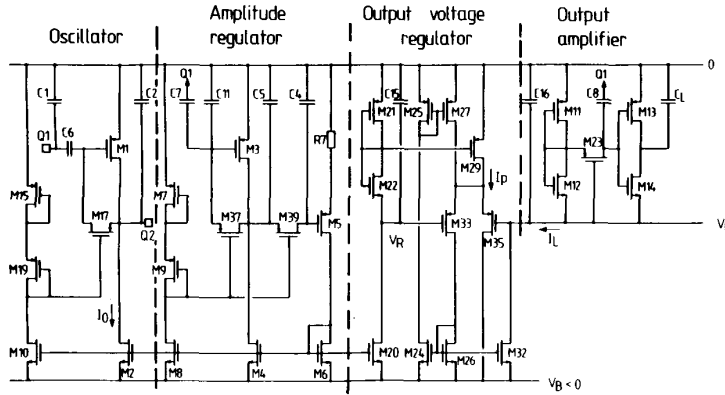 Oscillator
Amplitude
regulator
Output voltage
regulator
Output
amplifier
0
C1
C2
Q1
C6
M1
M15
M17
Q2
M19
I0
M10
M2
Q1
C7
C11
C5
C4
R7
M3
M7
M37
M39
M5
M9
M8
M4
M6
M21
C15
M25
M27
M29
Ip
M22
VR
M33
M35
M20
M24
M26
M32
C16
Q1
C8
M11
M13
CL
M23
M12
M14
V
IL
VB < 0